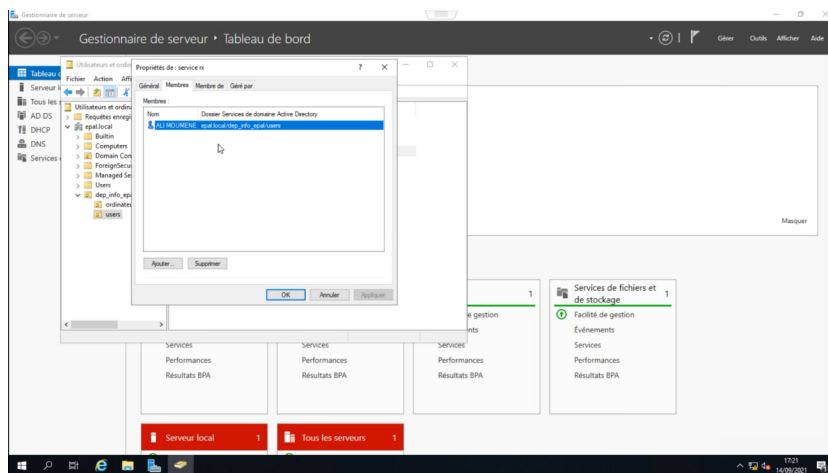 Gestionnaire de serveur
Gestionnaire de serveur • Tableau de bord
Gérer Outils Afficher Aide
Tableau
Serveur l
Tous les s
AD DS
DHCP
DNS
Services
Utilisateurs et ordin
Fichier Action Affi
Utilisateurs et ordina
Requêtes enregi
epal.local
Builtin
Computers
Domain Con
ForeignSecu
Managed Se
Users
dep_info_epa
ordinate
users
Propriétés de : service rx
Général Membres Membre de Géré par
Membres :
Nom Dossier Services de domaine Active Directory
ALI MOUMENE epal.local/dep_info_epal/users
Ajouter... Supprimer
OK Annuler Appliquer
Masquer
Services
Performances
Résultats BPA
Services
Performances
Résultats BPA
1
e gestion
nts
Services
Performances
Résultats BPA
Services de fichiers et de stockage 1
Facilité de gestion
Événements
Services
Performances
Résultats BPA
Serveur local 1
Tous les serveurs 1
17:21
14/09/2021